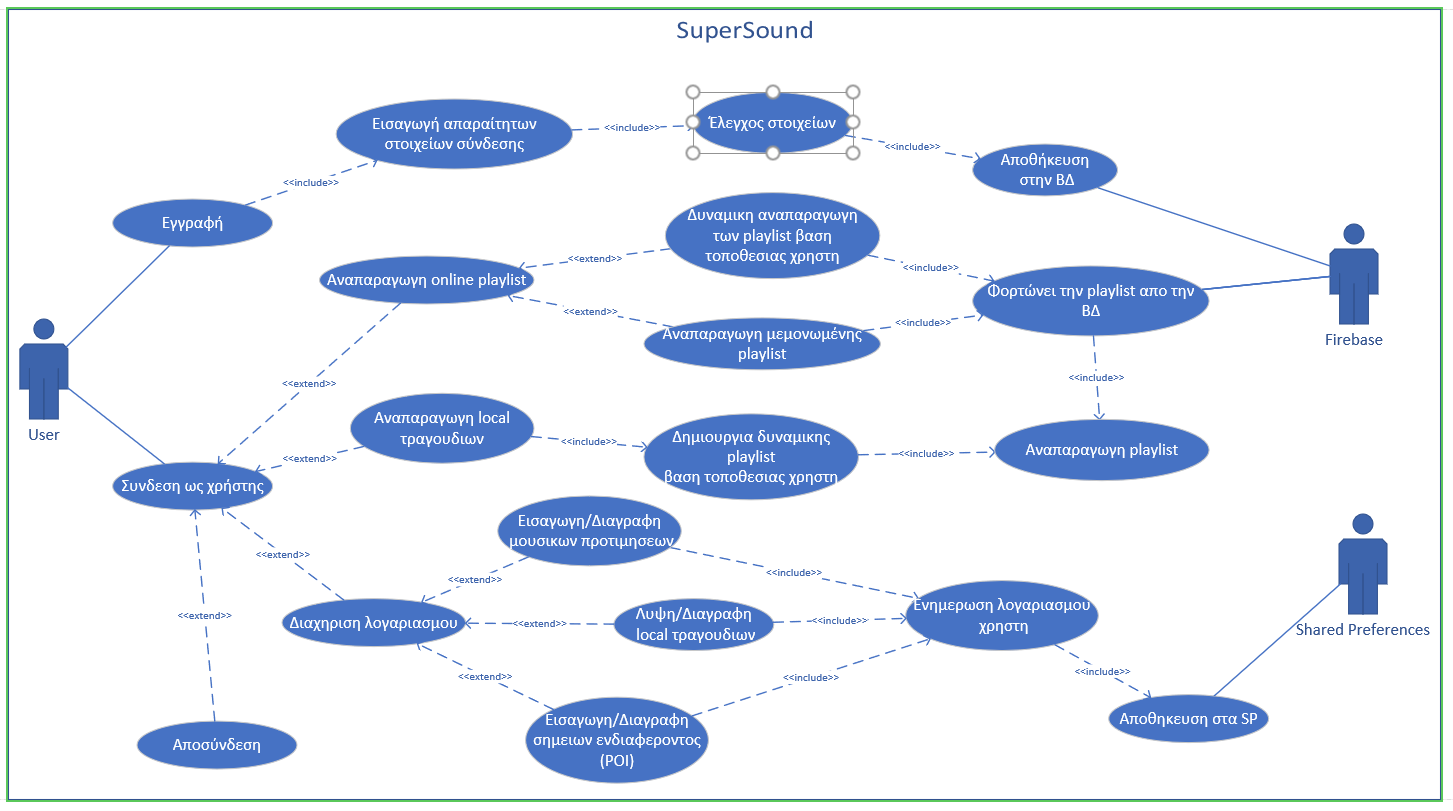 SuperSound
Εισαγωγή απαραίτητων
στοιχείων σύνδεσης
<<include>>
Έλεγχος στοιχείων
<<include>>
Αποθήκευση
στην ΒΔ
<<include>>
Εγγραφή
Δυναμικη αναπαραγωγη
των playlist βαση
τοποθεσιας χρηστη
<<extend>>
<<include>>
Αναπαραγωγη online playlist
Φορτώνει την playlist απο την
ΒΔ
<<extend>>
<<include>>
Αναπαραγωγη μεμονωμένης
playlist
Firebase
User
<<extend>>
<<include>>
Αναπαραγωγη local
τραγουδιων
<<include>>
Δημιουργια δυναμικης
playlist
βαση τοποθεσιας χρηστη
<<include>>
Αναπαραγωγη playlist
<<extend>>
Συνδεση ως χρήστης
Εισαγωγη/Διαγραφη
μουσικων προτιμησεων
<<extend>>
<<extend>>
<<include>>
<<extend>>
Διαχηριση λογαριασμου
<<extend>>
Λυψη/Διαγραφη
local τραγουδιων
<<include>>
Ενημερωση λογαριασμου
χρηστη
Shared Preferences
<<extend>>
<<include>>
<<include>>
Εισαγωγη/Διαγραφη
σημειων ενδιαφεροντος
(POI)
Αποθηκευση στα SP
Αποσύνδεση